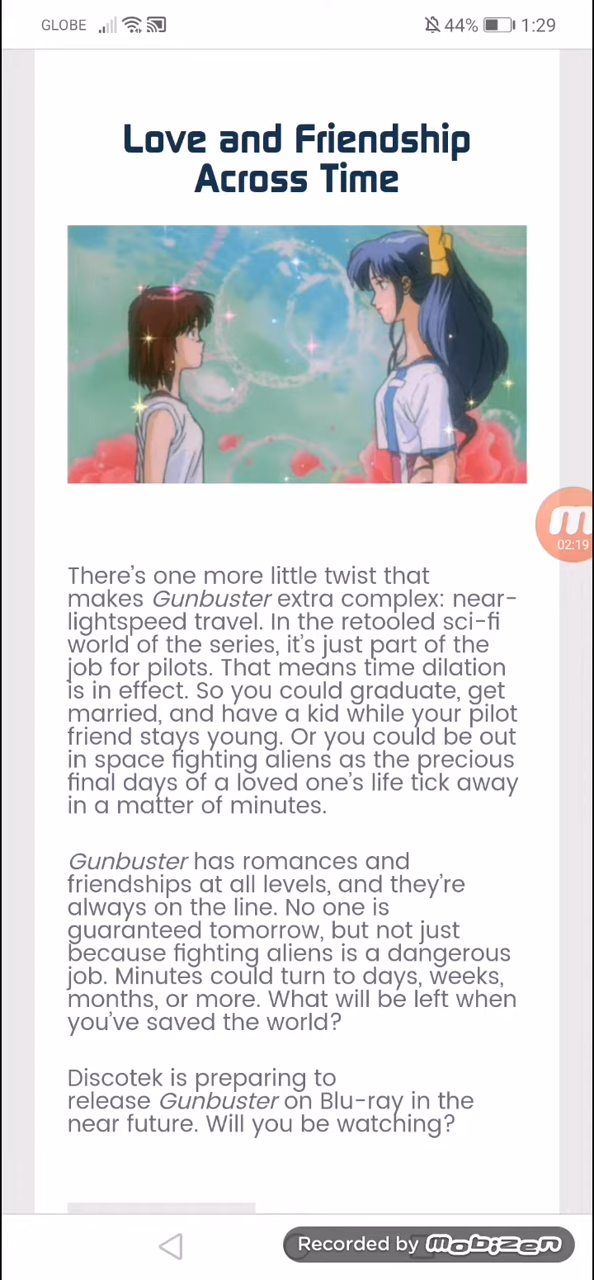 GLOBE 44% 1:29
Love and Friendship
Across Time
02:19
There's one more little twist that
makes Gunbuster extra complex: near-
lightspeed travel. In the retooled sci-fi
world of the series, it's just part of the
job for pilots. That means time dilation
is in effect. So you could graduate, get
married, and have a kid while your pilot
friend stays young. Or you could be out
in space fighting aliens as the precious
final days of a loved one's life tick away
in a matter of minutes.
Gunbuster has romances and
friendships at all levels, and they're
always on the line. No one is
guaranteed tomorrow, but not just
because fighting aliens is a dangerous
job. Minutes could turn to days, weeks,
months, or more. What will be left when
you've saved the world?
Discotek is preparing to
release Gunbuster on Blu-ray in the
near future. Will you be watching?
Recorded by mobizen